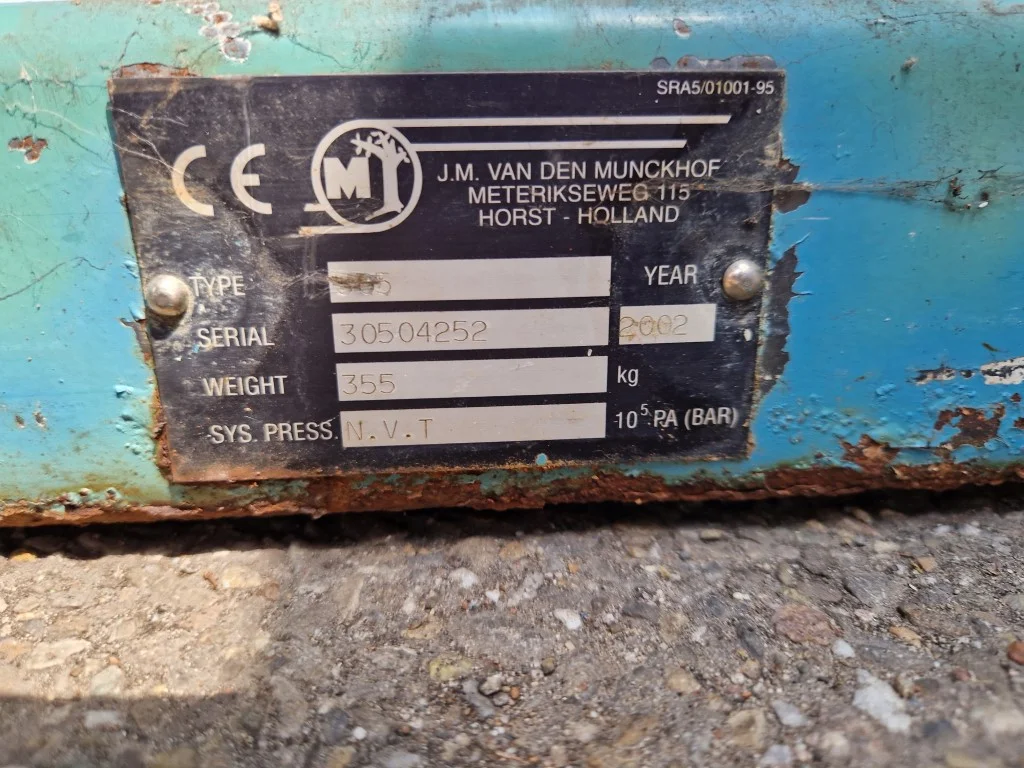 SRA5/01001-95
CE
M
J.M. VAN DEN MUNCKHOF
METERIKSEWEG 115
HORST - HOLLAND
TYPE
YEAR
SERIAL 30504252 2002
WEIGHT 355 kg
SYS. PRESS. N.V.T 10⁵ PA (BAR)